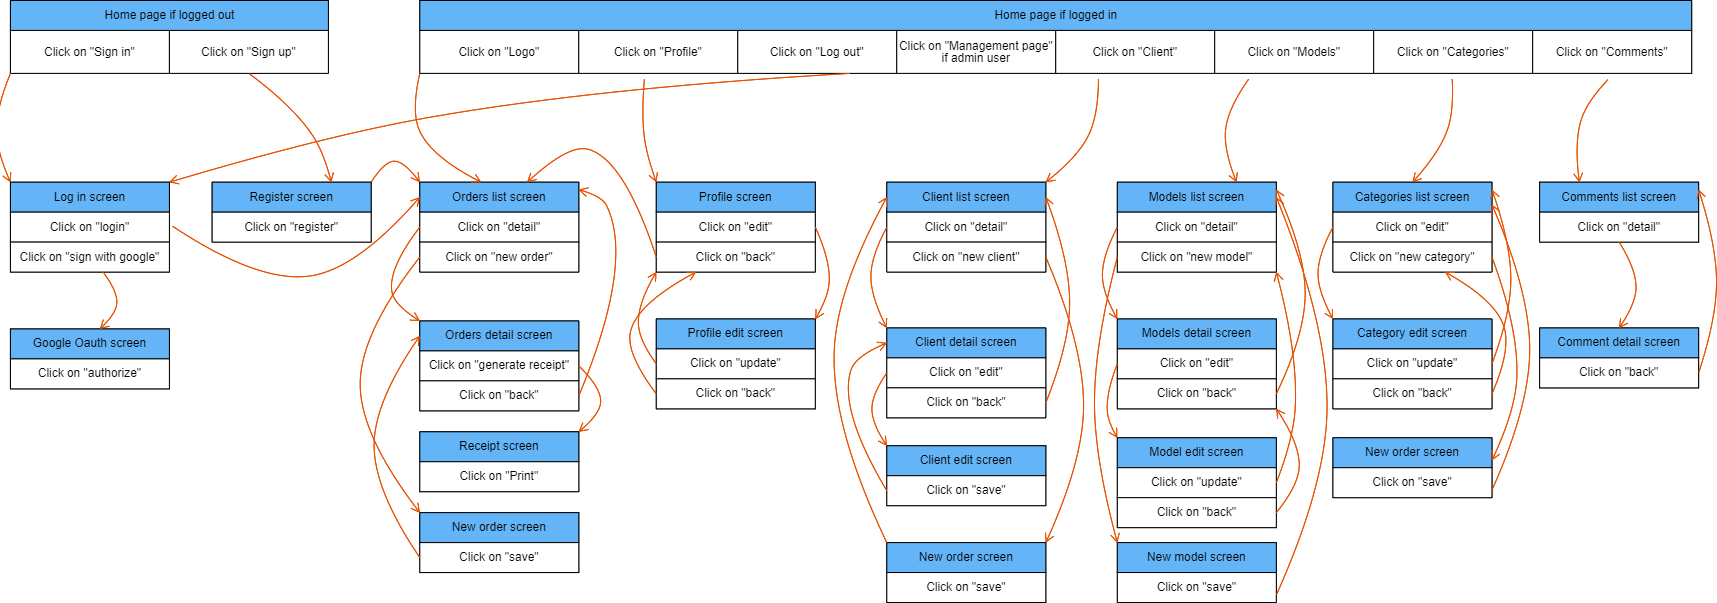 Home page if logged out
Click on "Sign in"
Click on "Sign up"
Home page if logged in
Click on "Logo"
Click on "Profile"
Click on "Log out"
Click on "Management page"
if admin user
Click on "Client"
Click on "Models"
Click on "Categories"
Click on "Comments"
Log in screen
Click on "login"
Click on "sign with google"
Google Oauth screen
Click on "authorize"
Register screen
Click on "register"
Orders list screen
Click on "detail"
Click on "new order"
Orders detail screen
Click on "generate receipt"
Click on "back"
Receipt screen
Click on "Print"
New order screen
Click on "save"
Profile screen
Click on "edit"
Click on "back"
Profile edit screen
Click on "update"
Click on "back"
Client list screen
Click on "detail"
Click on "new client"
Client detail screen
Click on "edit"
Click on "back"
Client edit screen
Click on "save"
New order screen
Click on "save"
Models list screen
Click on "detail"
Click on "new model"
Models detail screen
Click on "edit"
Click on "back"
Model edit screen
Click on "update"
Click on "back"
New model screen
Click on "save"
Categories list screen
Click on "edit"
Click on "new category"
Category edit screen
Click on "update"
Click on "back"
New order screen
Click on "save"
Comments list screen
Click on "detail"
Comment detail screen
Click on "back"